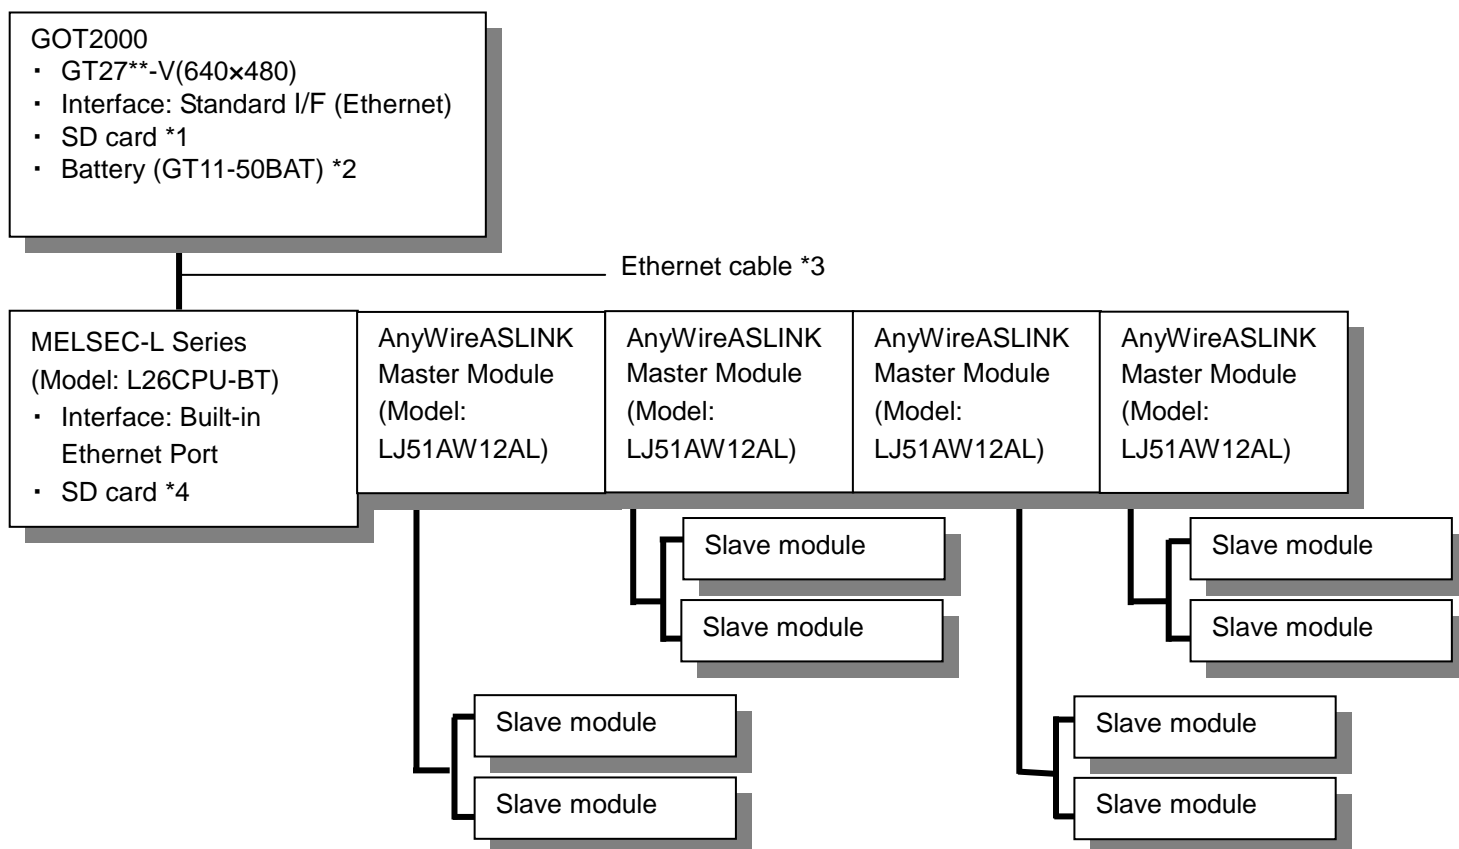 GOT2000
・ GT27**-V(640×480)
・ Interface: Standard I/F (Ethernet)
・ SD card *1
・ Battery (GT11-50BAT) *2
Ethernet cable *3
MELSEC-L Series
(Model: L26CPU-BT)
・ Interface: Built-in
Ethernet Port
・ SD card *4
AnyWireASLINK
Master Module
(Model:
LJ51AW12AL)
AnyWireASLINK
Master Module
(Model:
LJ51AW12AL)
AnyWireASLINK
Master Module
(Model:
LJ51AW12AL)
AnyWireASLINK
Master Module
(Model:
LJ51AW12AL)
Slave module
Slave module
Slave module
Slave module
Slave module
Slave module
Slave module
Slave module